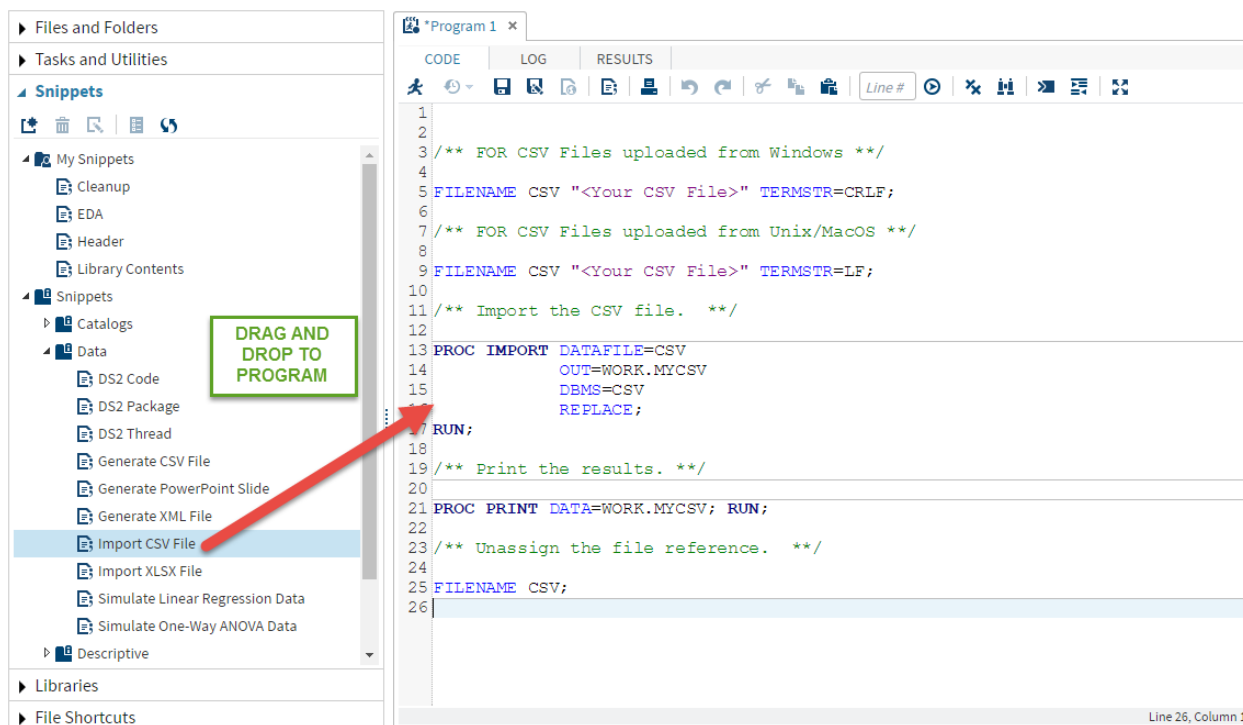 Files and Folders
Tasks and Utilities
Snippets
My Snippets
Cleanup
EDA
Header
Library Contents
Snippets
Catalogs
Data
DS2 Code
DS2 Package
DS2 Thread
Generate CSV File
Generate PowerPoint Slide
Generate XML File
Import CSV File
Import XLSX File
Simulate Linear Regression Data
Simulate One-Way ANOVA Data
Descriptive
Libraries
File Shortcuts
DRAG AND
DROP TO
PROGRAM
*Program 1 ×
CODE LOG RESULTS
Line #
1
2
3 /** FOR CSV Files uploaded from Windows **/
4
5 FILENAME CSV "<Your CSV File>" TERMSTR=CRLF;
6
7 /** FOR CSV Files uploaded from Unix/MacOS **/
8
9 FILENAME CSV "<Your CSV File>" TERMSTR=LF;
10
11 /** Import the CSV file.  **/
12
13 PROC IMPORT DATAFILE=CSV
14 OUT=WORK.MYCSV
15 DBMS=CSV
REPLACE;
7 RUN;
18
19 /** Print the results. **/
20
21 PROC PRINT DATA=WORK.MYCSV; RUN;
22
23 /** Unassign the file reference.  **/
24
25 FILENAME CSV;
26
Line 26, Column 1